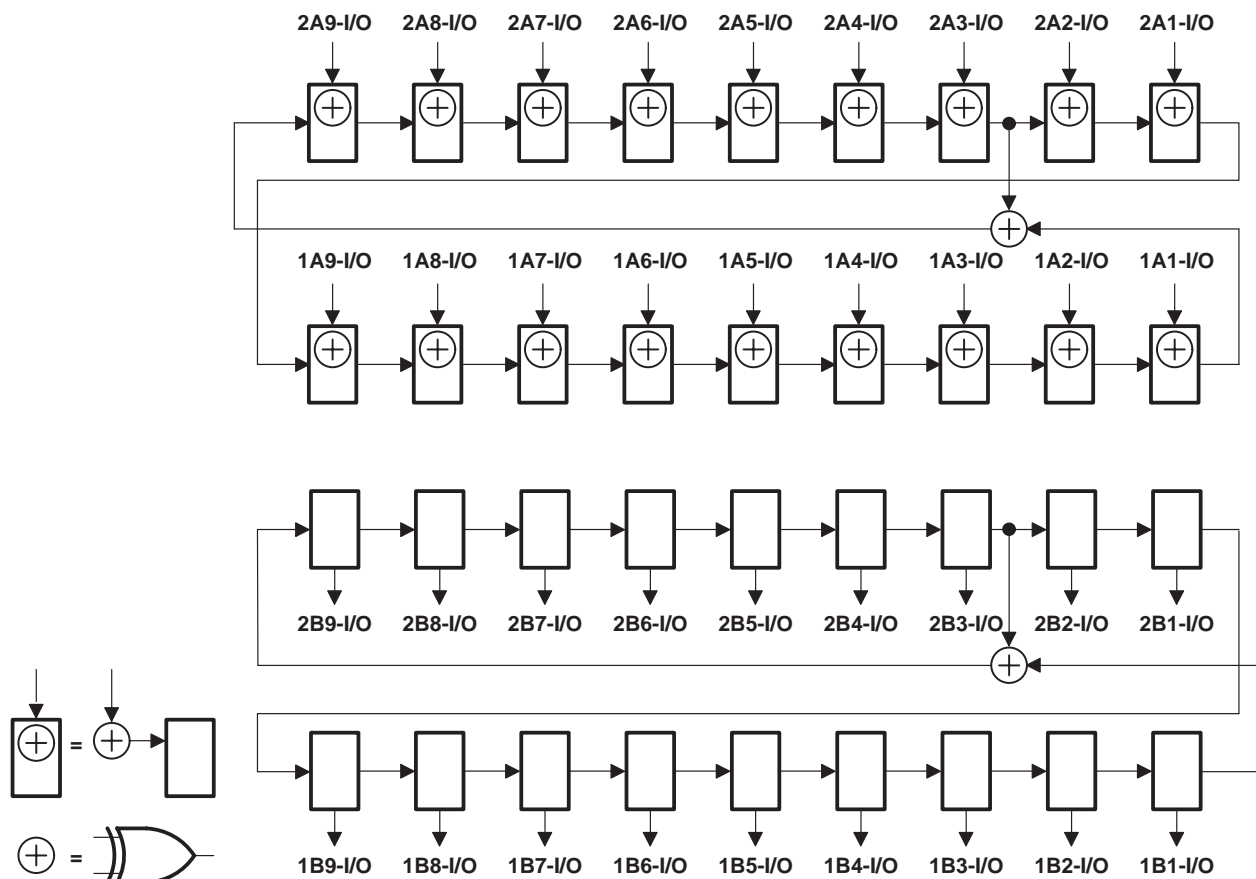 2A9-I/O 2A8-I/O 2A7-I/O 2A6-I/O 2A5-I/O 2A4-I/O 2A3-I/O 2A2-I/O 2A1-I/O
1A9-I/O 1A8-I/O 1A7-I/O 1A6-I/O 1A5-I/O 1A4-I/O 1A3-I/O 1A2-I/O 1A1-I/O
2B9-I/O 2B8-I/O 2B7-I/O 2B6-I/O 2B5-I/O 2B4-I/O 2B3-I/O 2B2-I/O 2B1-I/O
=
=
1B9-I/O 1B8-I/O 1B7-I/O 1B6-I/O 1B5-I/O 1B4-I/O 1B3-I/O 1B2-I/O 1B1-I/O